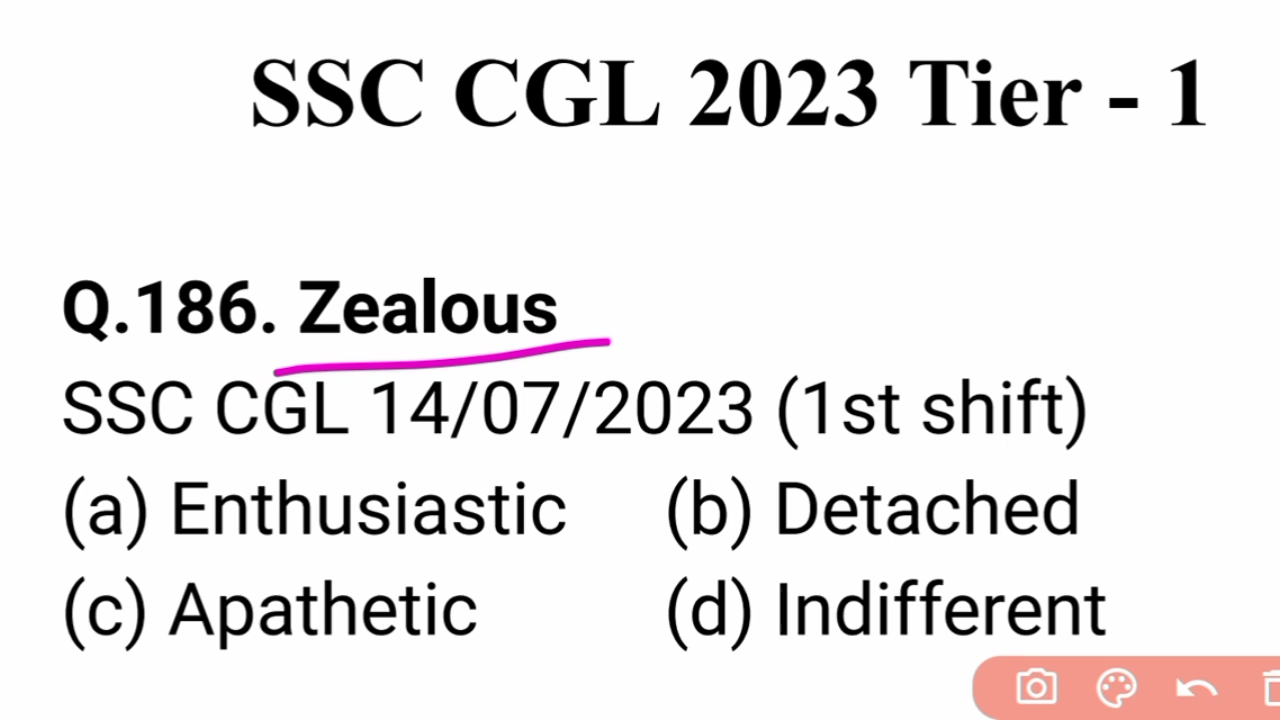 SSC CGL 2023 Tier - 1
Q.186. Zealous
SSC CGL 14/07/2023 (1st shift)
(a) Enthusiastic (b) Detached
(c) Apathetic (d) Indifferent